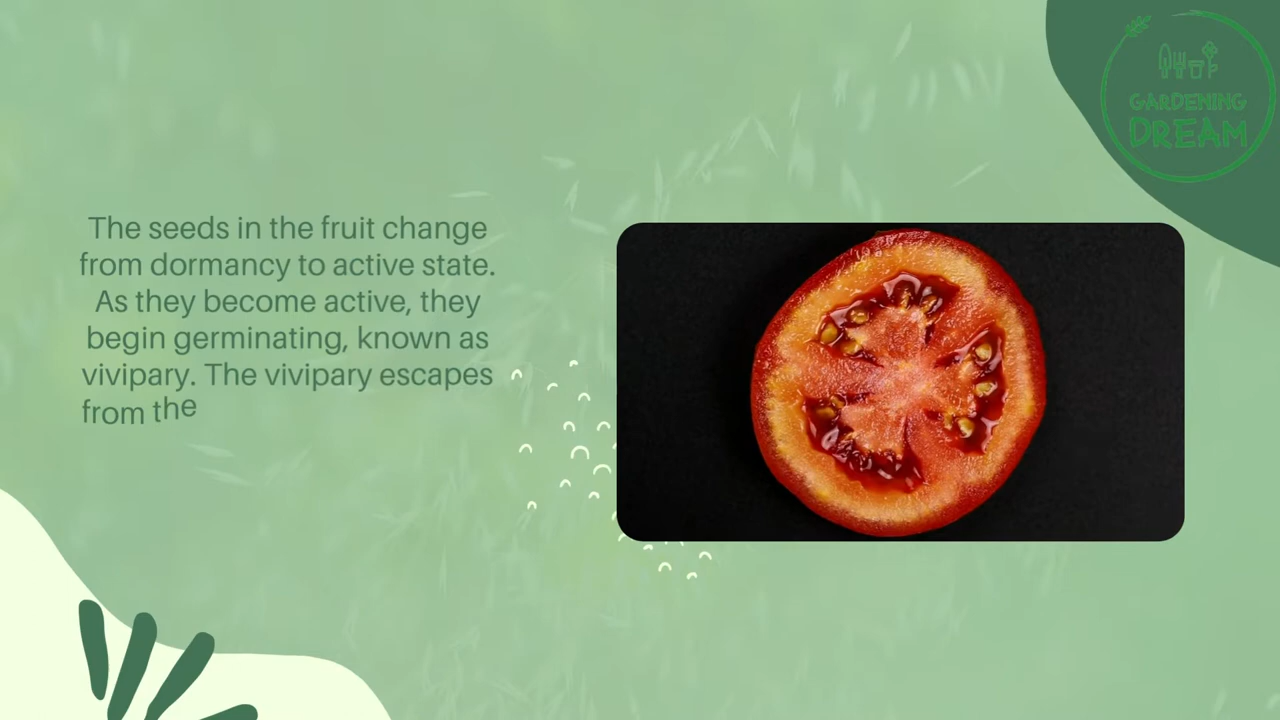 The seeds in the fruit change
from dormancy to active state.
As they become active, they
begin germinating, known as
vivipary. The vivipary escapes
from the
GARDENING
DREAM